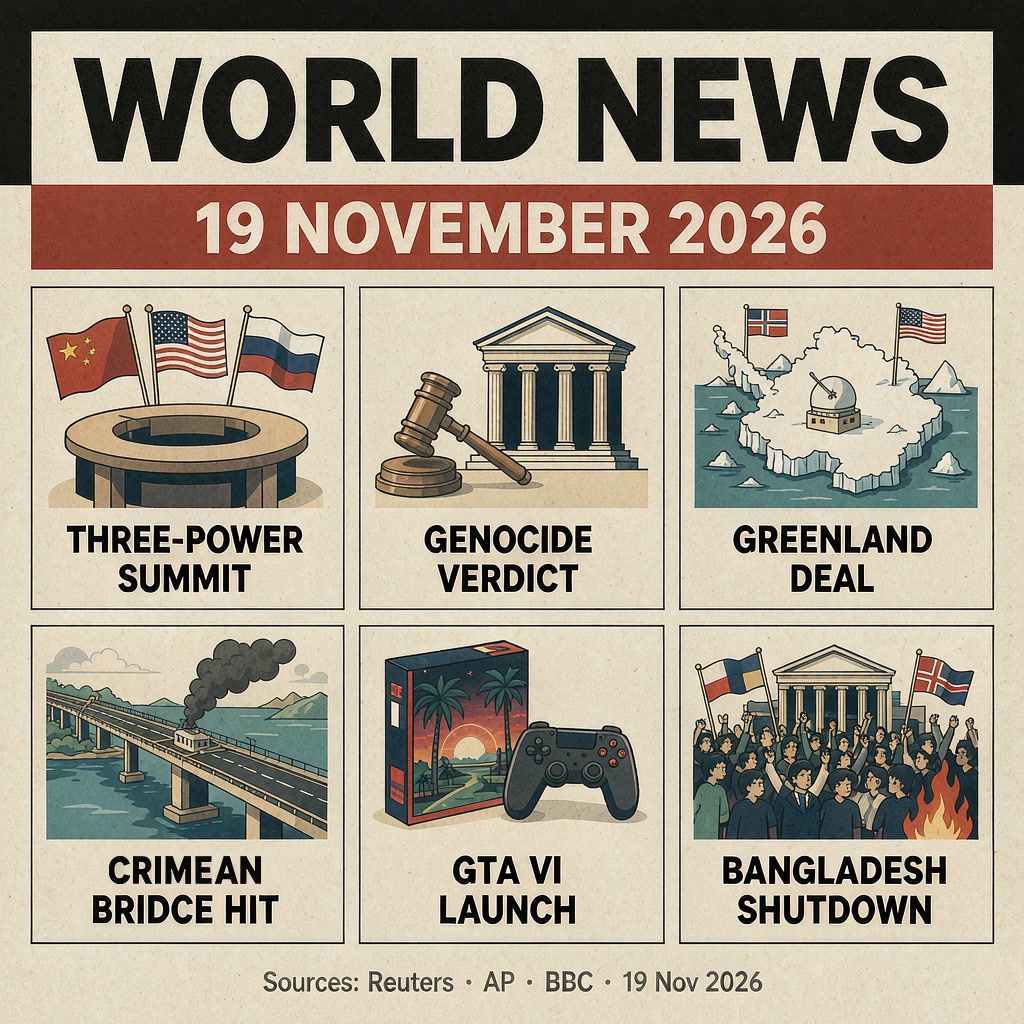 WORLD NEWS
19 NOVEMBER 2026
THREE-POWER
SUMMIT
GENOCIDE
VERDICT
GREENLAND
DEAL
CRIMEAN
BRIDCE HIT
GTA VI
LAUNCH
BANGLADESH
SHUTDOWN
Sources: Reuters · AP · BBC · 19 Nov 2026